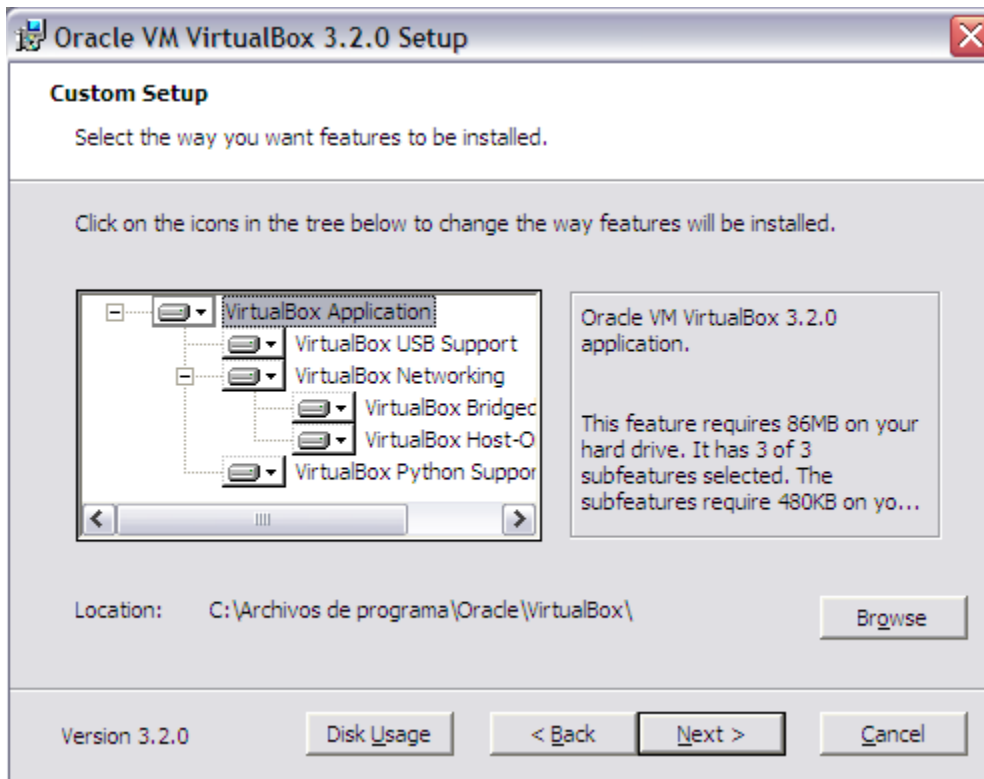 Oracle VM VirtualBox 3.2.0 Setup
Custom Setup
Select the way you want features to be installed.
Click on the icons in the tree below to change the way features will be installed.
VirtualBox Application
VirtualBox USB Support
VirtualBox Networking
VirtualBox Bridged
VirtualBox Host-O
VirtualBox Python Suppor
Oracle VM VirtualBox 3.2.0
application.
This feature requires 86MB on your
hard drive. It has 3 of 3
subfeatures selected. The
subfeatures require 480KB on yo...
Location: C:\Archivos de programa\Oracle\VirtualBox\
Browse
Version 3.2.0
Disk Usage
< Back
Next >
Cancel